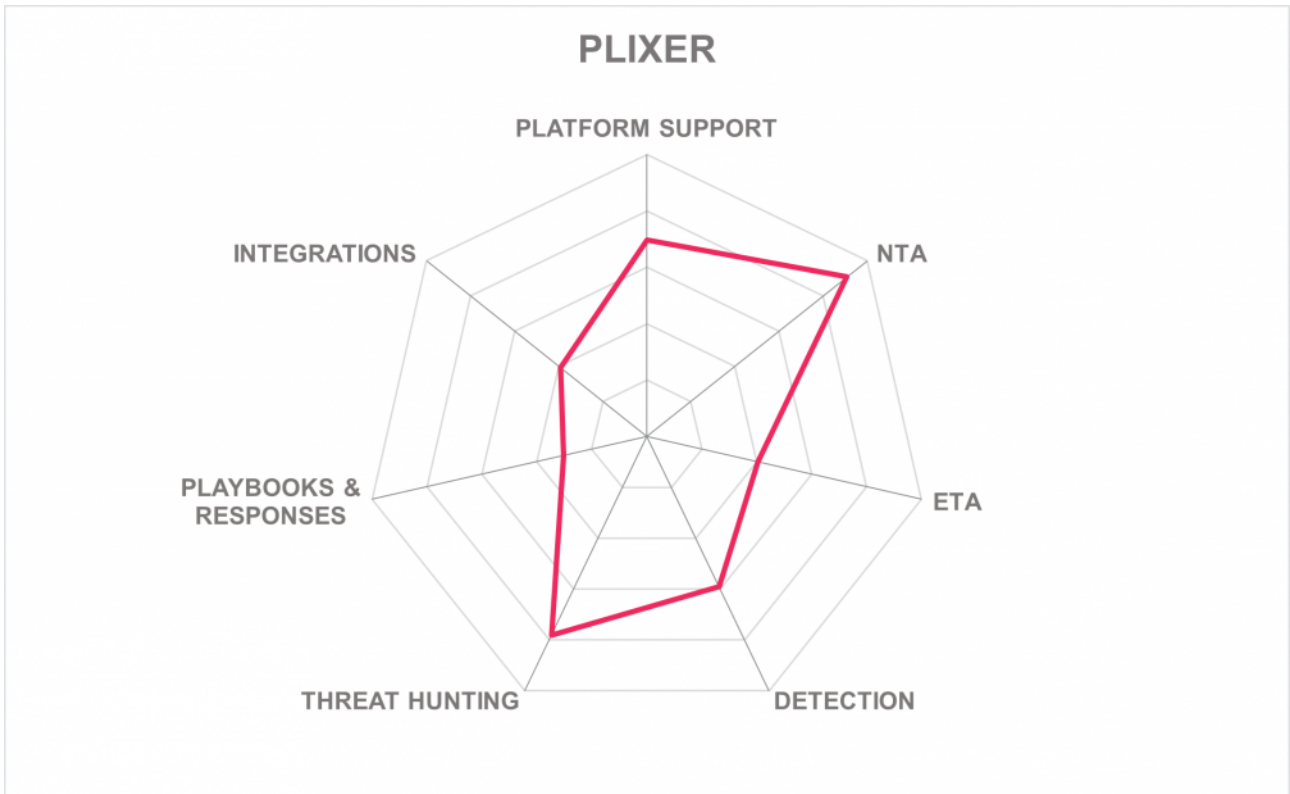 PLIXER
PLATFORM SUPPORT
INTEGRATIONS
NTA
PLAYBOOKS &
RESPONSES
ETA
THREAT HUNTING
DETECTION